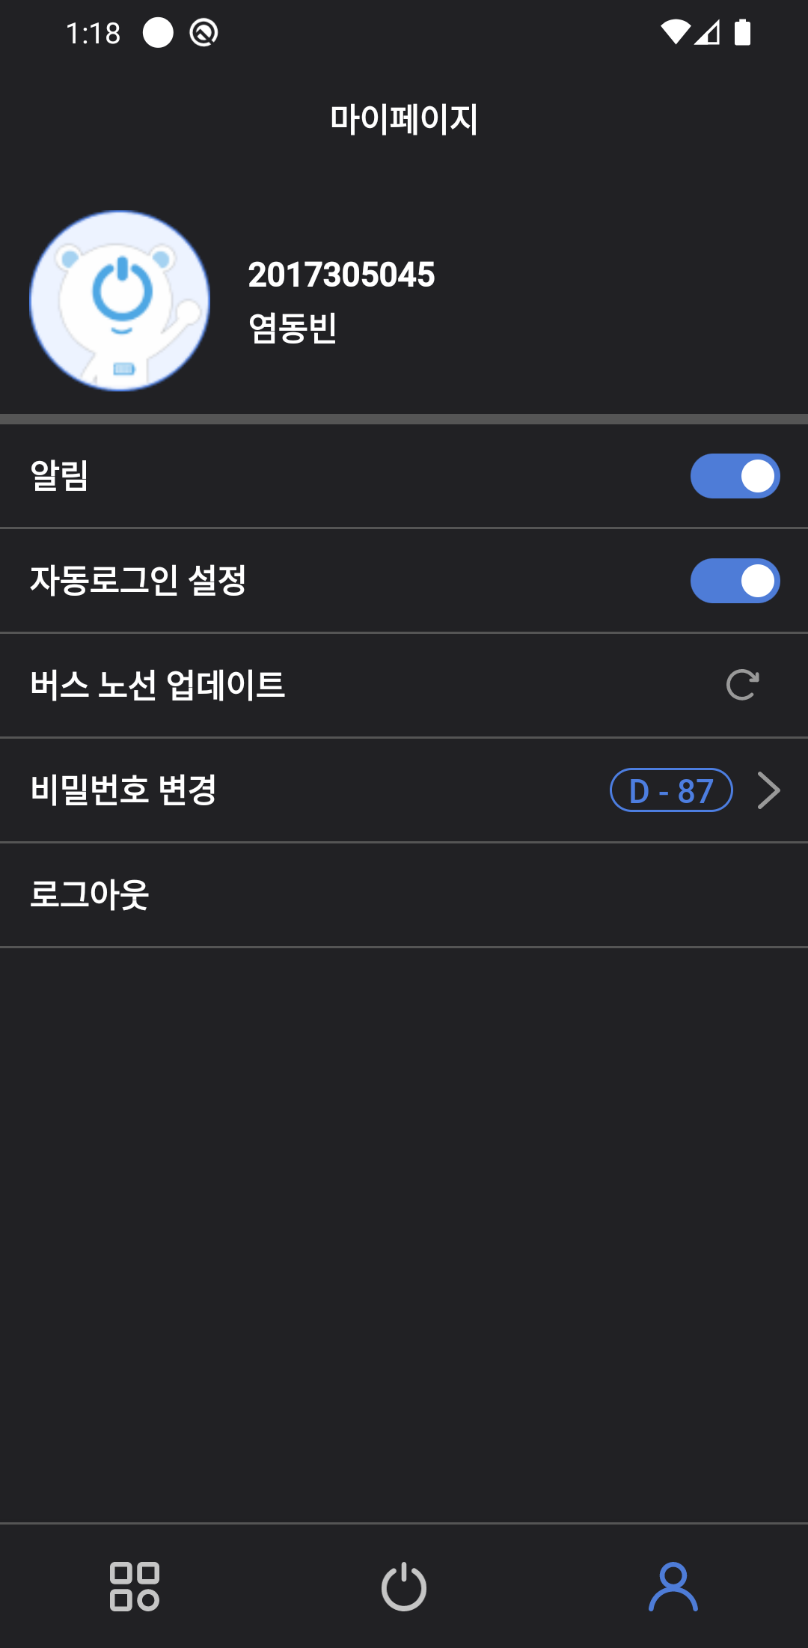 1:18
마이페이지
2017305045
염동빈
알림
자동로그인 설정
버스 노선 업데이트
비밀번호 변경
D - 87
로그아웃